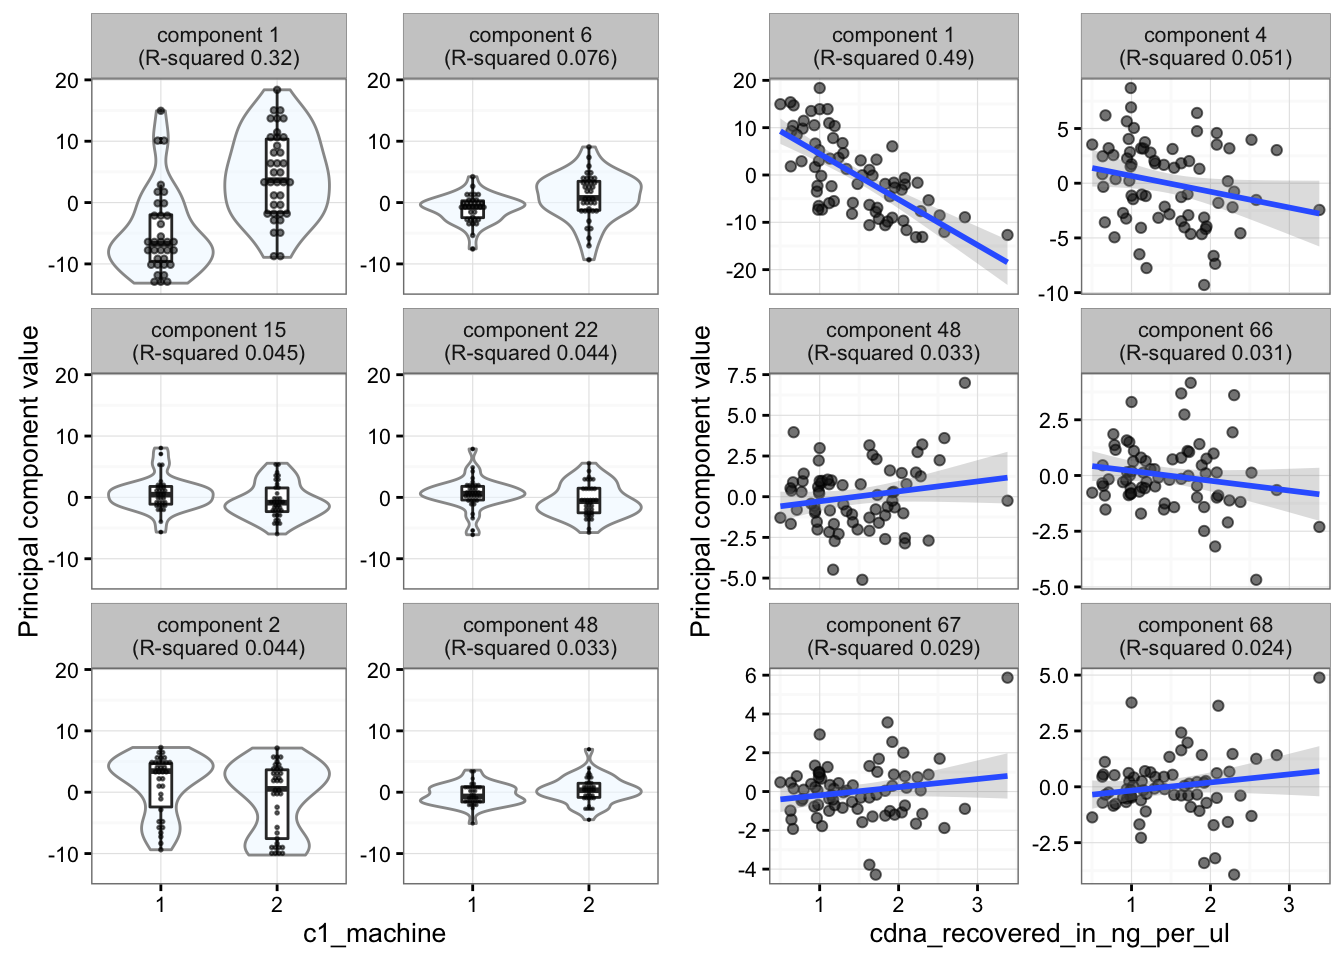 component 1
(R-squared 0.32)
component 6
(R-squared 0.076)
component 1
(R-squared 0.49)
component 4
(R-squared 0.051)
20
10
0
-10
20
10
0
-10
20
10
0
-10
-20
5
0
-5
-10
component 15
(R-squared 0.045)
component 22
(R-squared 0.044)
component 48
(R-squared 0.033)
component 66
(R-squared 0.031)
20
10
0
-10
20
10
0
-10
7.5
5.0
2.5
0.0
-2.5
-5.0
2.5
0.0
-2.5
-5.0
component 2
(R-squared 0.044)
component 48
(R-squared 0.033)
component 67
(R-squared 0.029)
component 68
(R-squared 0.024)
20
10
0
-10
20
10
0
-10
6
4
2
0
-2
-4
5.0
2.5
0.0
-2.5
1 2
1 2
1 2 3
1 2 3
Principal component value
c1_machine
Principal component value
cdna_recovered_in_ng_per_ul